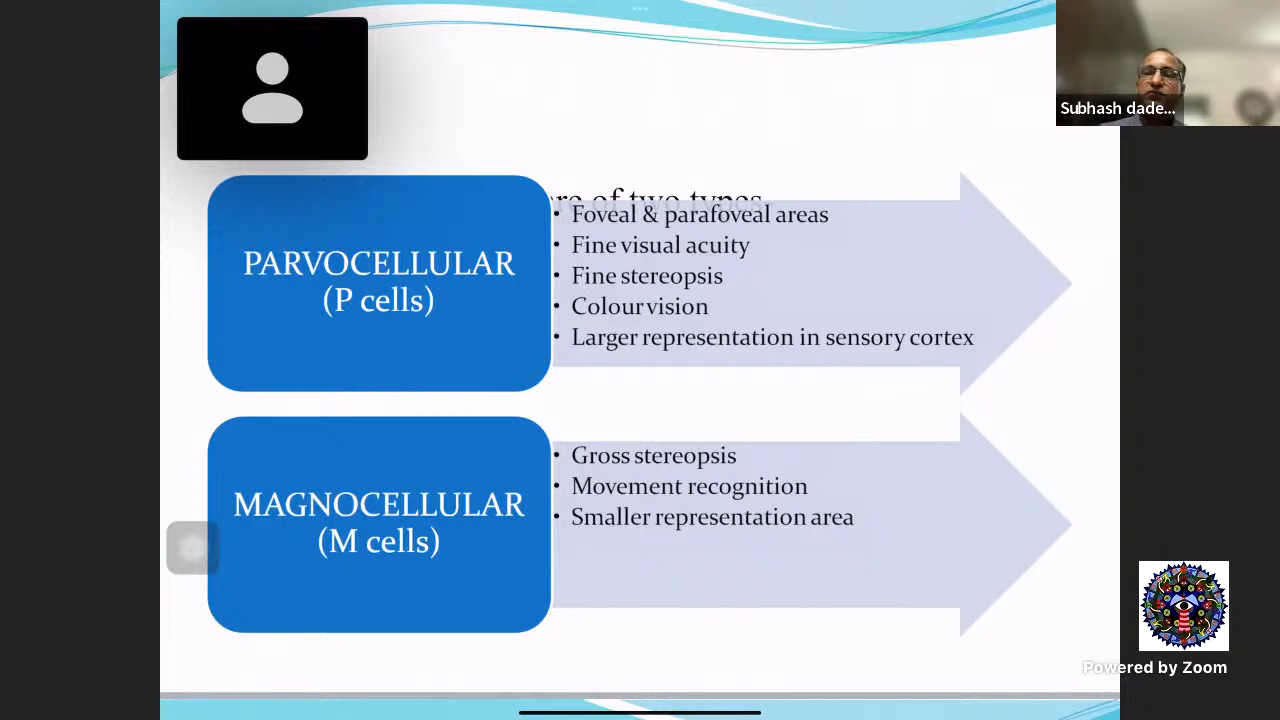 Subhash dade...
are of two types
PARVOCELLULAR
(P cells)
• Foveal & parafoveal areas
• Fine visual acuity
• Fine stereopsis
• Colour vision
• Larger representation in sensory cortex
MAGNOCELLULAR
(M cells)
• Gross stereopsis
• Movement recognition
• Smaller representation area
Powered by Zoom